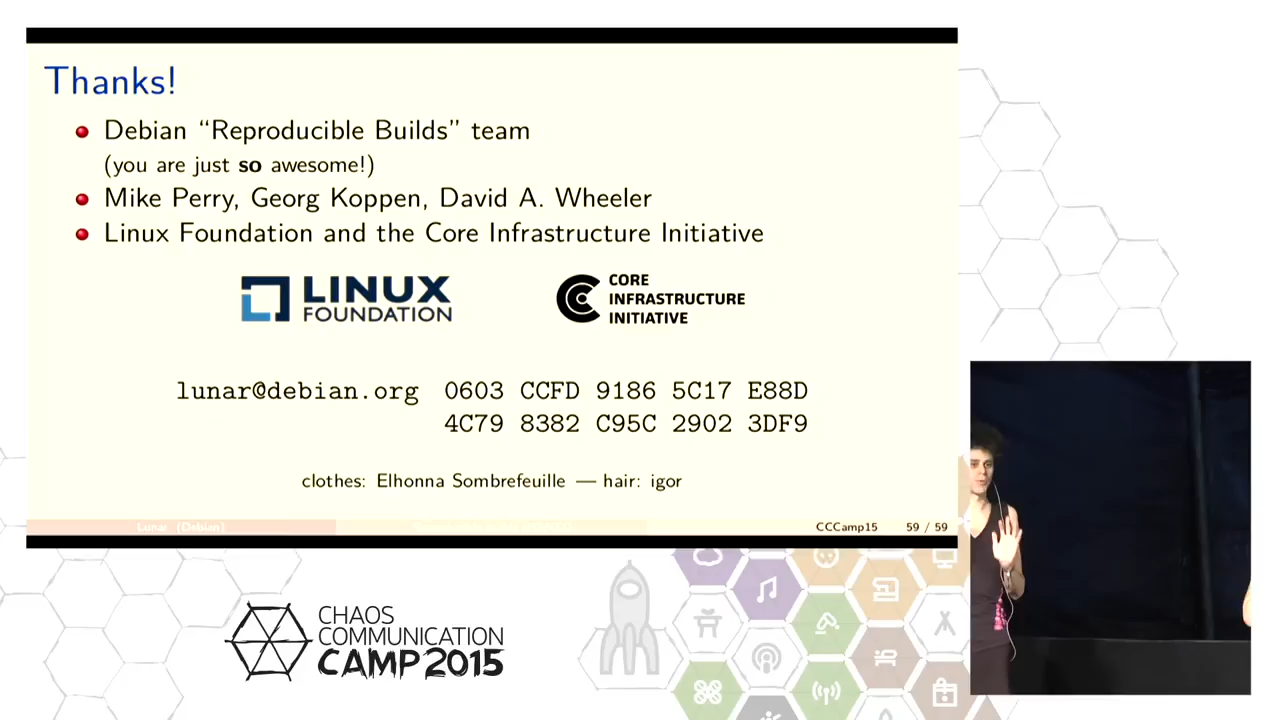 Thanks!
Debian “Reproducible Builds” team
(you are just so awesome!)
Mike Perry, Georg Koppen, David A. Wheeler
Linux Foundation and the Core Infrastructure Initiative
LINUX
FOUNDATION
CORE
INFRASTRUCTURE
INITIATIVE
lunar@debian.org 0603 CCFD 9186 5C17 E88D
4C79 8382 C95C 2902 3DF9
clothes: Elhonna Sombrefeuille — hair: igor
Lunar (Debian)
CCCamp15 59 / 59
CHAOS
COMMUNICATION
CAMP 2015